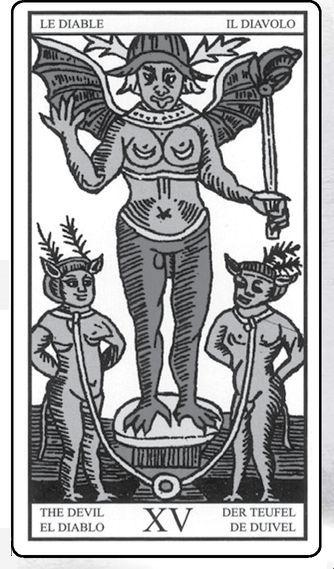 LE DIABLE
IL DIAVOLO
THE DEVIL
EL DIABLO
XV
DER TEUFEL
DE DUIVEL